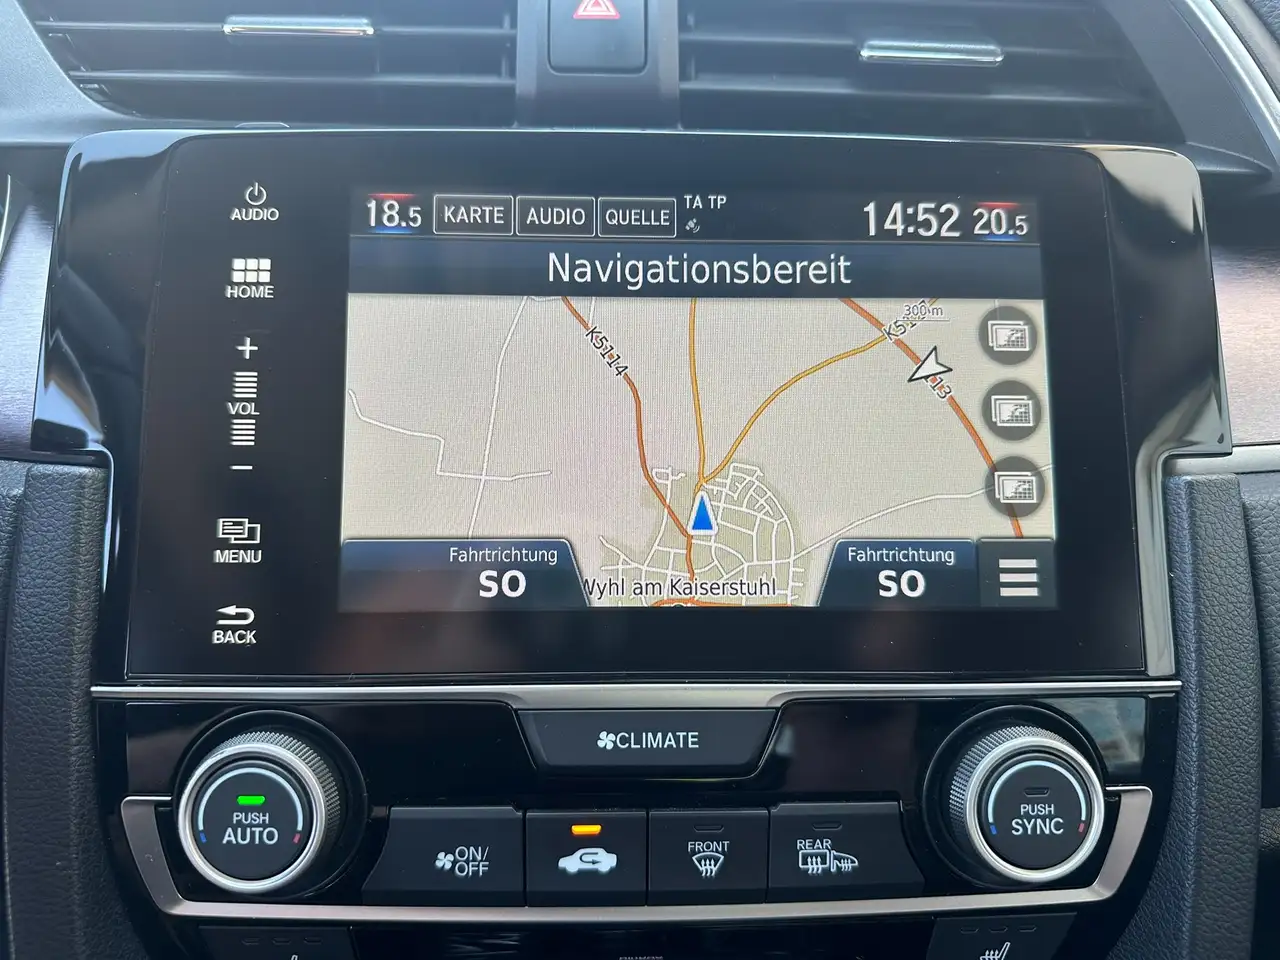 AUDIO
HOME
VOL
MENU
BACK
18.5 KARTE AUDIO QUELLE TA TP 14:52 20.5
Navigationsbereit
300 m
K5114
Fahrtrichtung
SO
Wyhl am Kaiserstuhl
Fahrtrichtung
SO
CLIMATE
PUSH
AUTO
ON/
OFF
FRONT
REAR
PUSH
SYNC